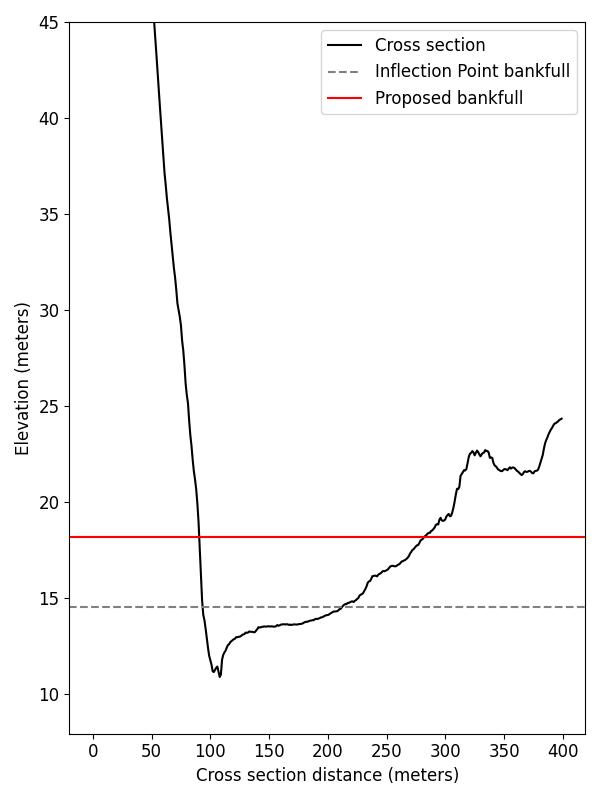 Cross section
Inflection Point bankfull
Proposed bankfull
45
40
35
30
25
20
15
10
Elevation (meters)
0 50 100 150 200 250 300 350 400
Cross section distance (meters)